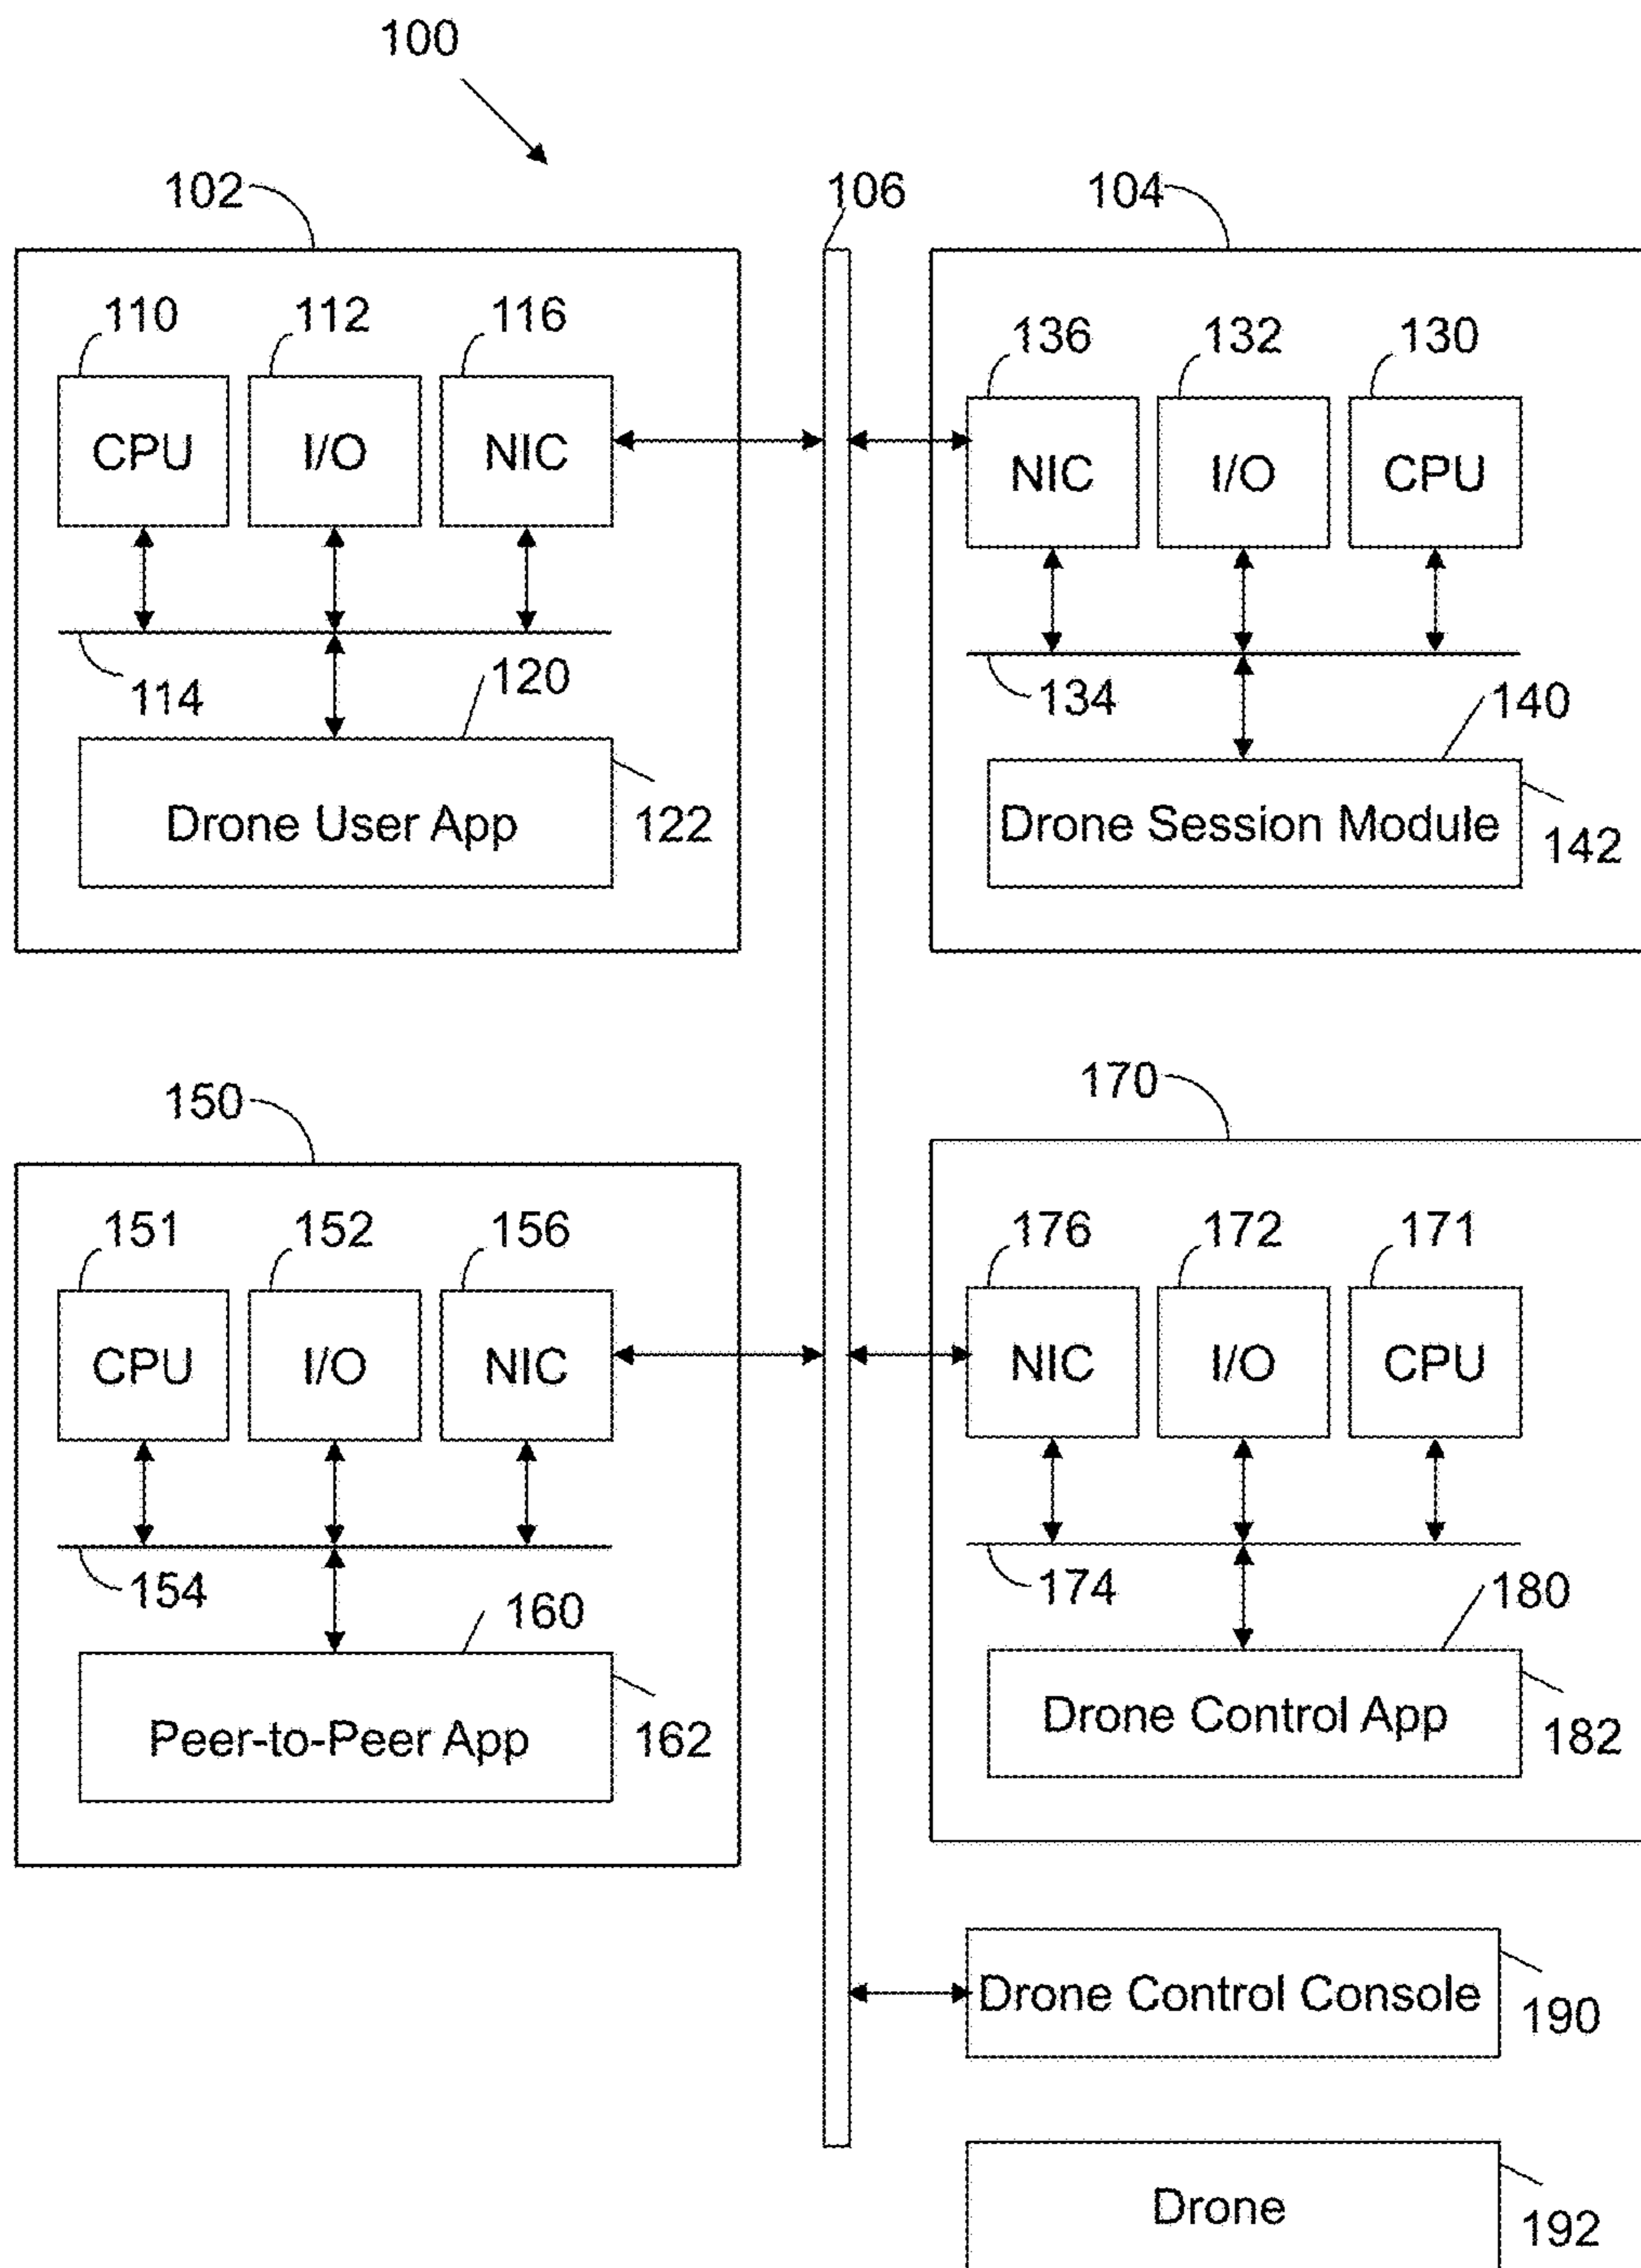 100
102
106
104
110
112
116
136
132
130
CPU
I/O
NIC
NIC
I/O
CPU
114
120
134
140
Drone User App
122
Drone Session Module
142
150
170
151
152
156
176
172
171
CPU
I/O
NIC
NIC
I/O
CPU
154
160
174
180
Peer-to-Peer App
162
Drone Control App
182
Drone Control Console
190
Drone
192